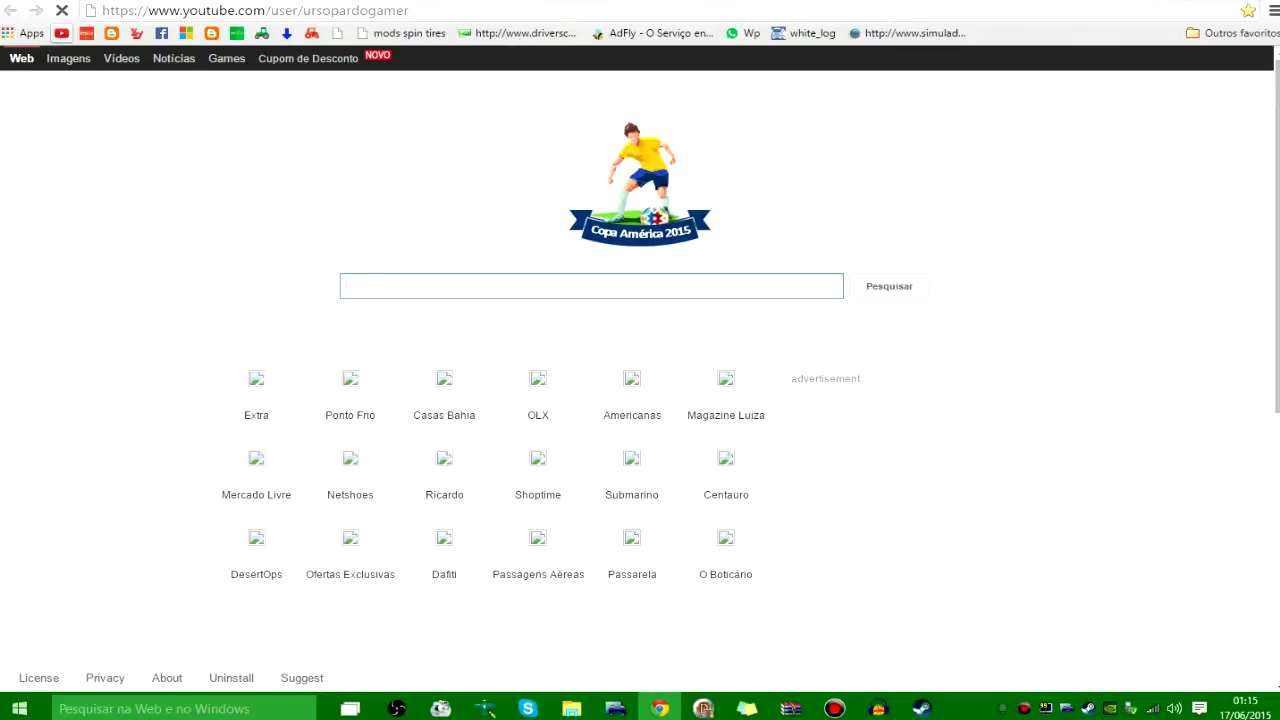 https://www.youtube.com/user/ursopardogamer
Apps mods spin tires http://www.driversc... AdFly - O Serviço en... Wp white_log http://www.simulad... Outros favoritos
Web Imagens Vídeos Notícias Games Cupom de Desconto NOVO
Copa América 2015
Pesquisar
advertisement
Extra Ponto Frio Casas Bahia OLX Americanas Magazine Luiza
Mercado Livre Netshoes Ricardo Shoptime Submarino Centauro
DesertOps Ofertas Exclusivas Dafiti Passagens Aéreas Passarela O Boticário
License Privacy About Uninstall Suggest
Pesquisar na Web e no Windows
01:15
17/06/2015